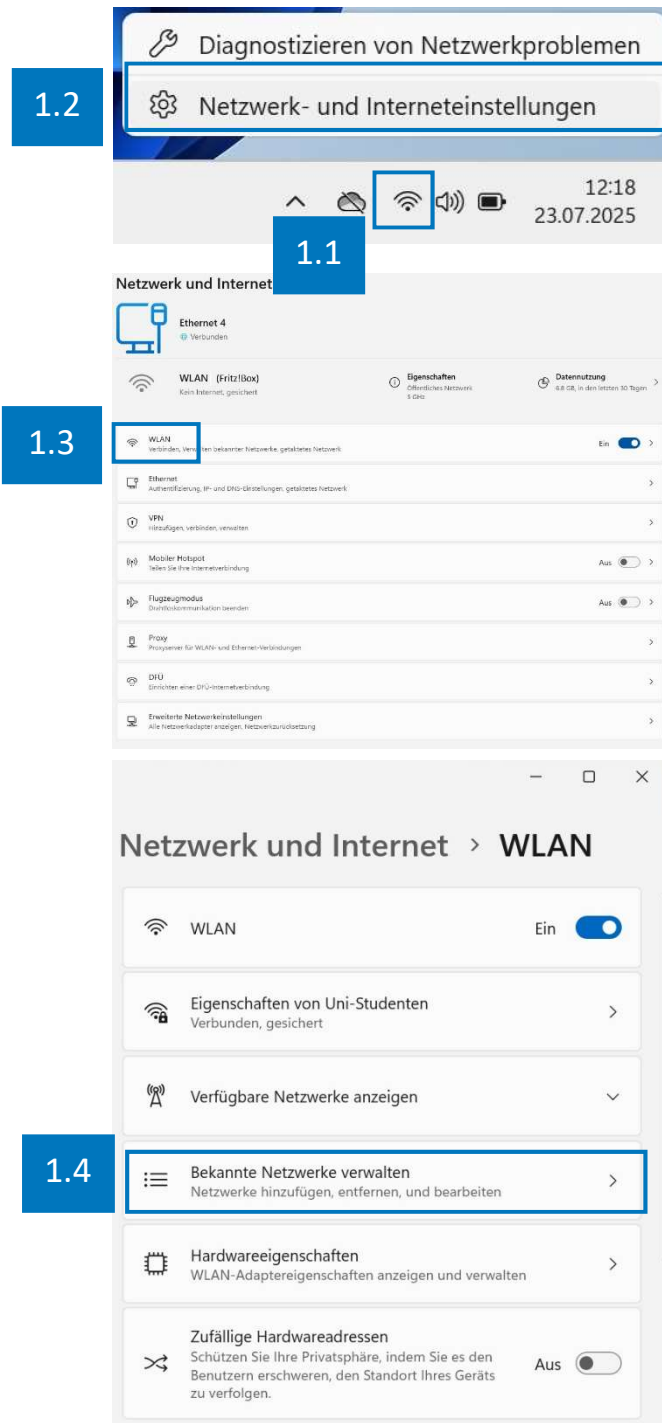 Diagnostizieren von Netzwerkproblemen
1.2
Netzwerk- und Interneteinstellungen
12:18
23.07.2025
1.1
Netzwerk und Internet
Ethernet 4
Verbunden
WLAN (Fritz!Box)
Kein Internet, gesichert
Eigenschaften
Öffentliches Netzwerk
5 GHz
Datennutzung
6.8 GB, in den letzten 30 Tagen
1.3
WLAN
Verbinden, Verwalten bekannter Netzwerke, getaktetes Netzwerk
Ein
Ethernet
Authentifizierung, IP- und DNS-Einstellungen, getaktetes Netzwerk
VPN
Hinzufügen, verbinden, verwalten
Mobiler Hotspot
Teilen Sie Ihre Internetverbindung
Aus
Flugzeugmodus
Drahtloskommunikation beenden
Aus
Proxy
Proxyserver für WLAN- und Ethernet-Verbindungen
DFÜ
Einrichten einer DFÜ-Internetverbindung
Erweiterte Netzwerkeinstellungen
Alle Netzwerkadapter anzeigen, Netzwerkzurücksetzung
Netzwerk und Internet > WLAN
WLAN
Ein
Eigenschaften von Uni-Studenten
Verbunden, gesichert
Verfügbare Netzwerke anzeigen
1.4
Bekannte Netzwerke verwalten
Netzwerke hinzufügen, entfernen, und bearbeiten
Hardwareeigenschaften
WLAN-Adaptereigenschaften anzeigen und verwalten
Zufällige Hardwareadressen
Schützen Sie Ihre Privatsphäre, indem Sie es den
Benutzern erschweren, den Standort Ihres Geräts
zu verfolgen.
Aus